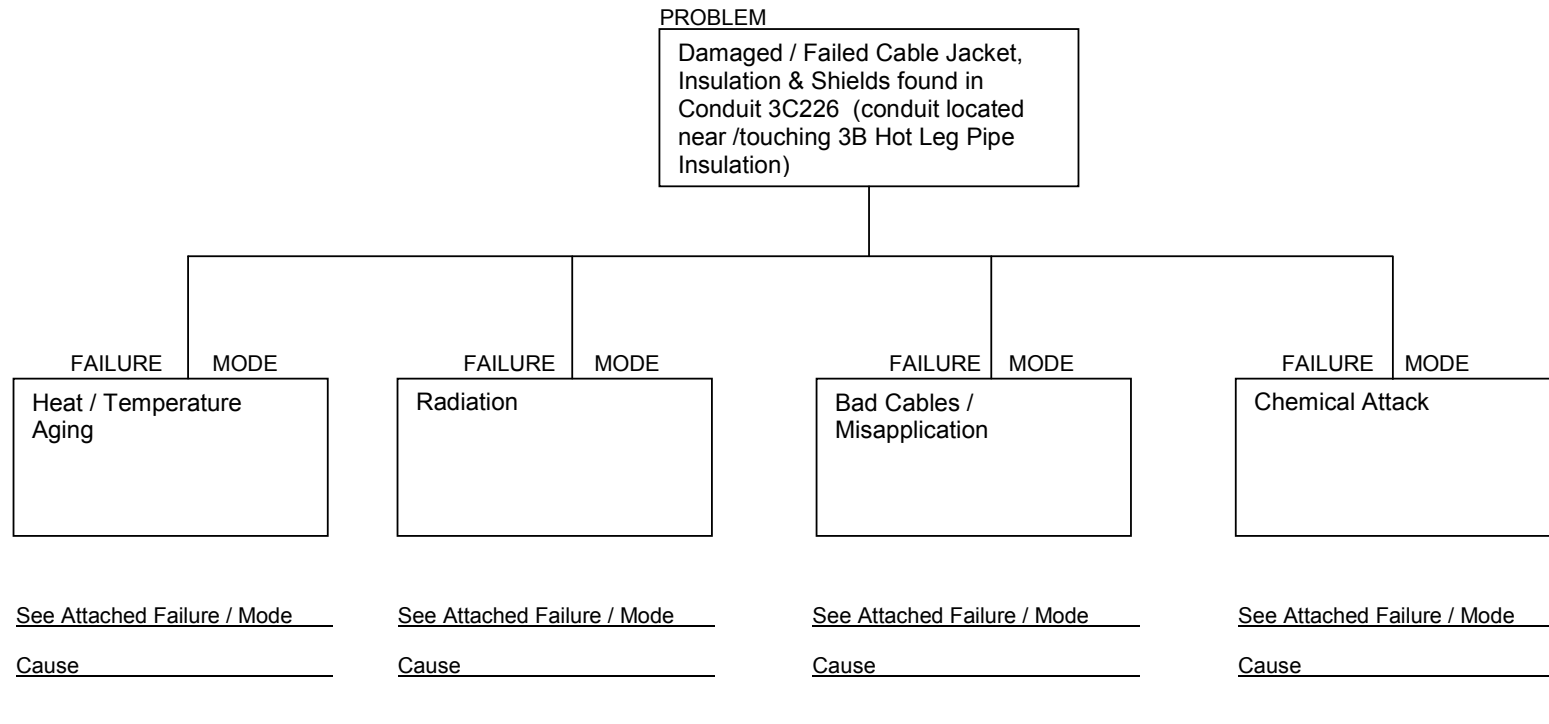 PROBLEM
Damaged / Failed Cable Jacket,
Insulation & Shields found in
Conduit 3C226 (conduit located
near /touching 3B Hot Leg Pipe
Insulation)
FAILURE MODE
Heat / Temperature
Aging
See Attached Failure / Mode
Cause
FAILURE MODE
Radiation
See Attached Failure / Mode
Cause
FAILURE MODE
Bad Cables /
Misapplication
See Attached Failure / Mode
Cause
FAILURE MODE
Chemical Attack
See Attached Failure / Mode
Cause